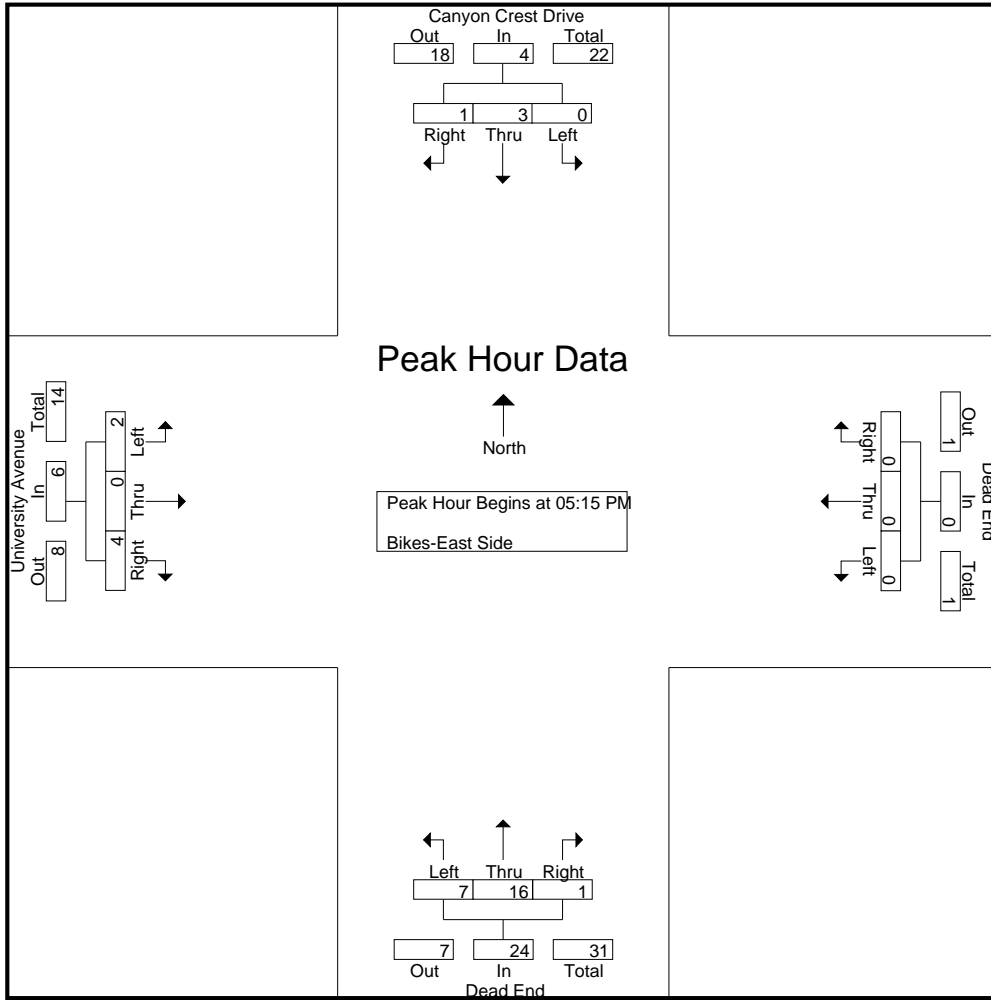 Canyon Crest Drive
Out In Total
18 4 22
1 3 0
Right Thru Left
Peak Hour Data
North
Peak Hour Begins at 05:15 PM
Bikes-East Side
University Avenue
Out In Total
8 6 14
2 0 4
Left Thru Right
Dead End
Out In Total
1 0 1
0 0 0
Right Thru Left
Left Thru Right
7 16 1
7 24 31
Out In Total
Dead End